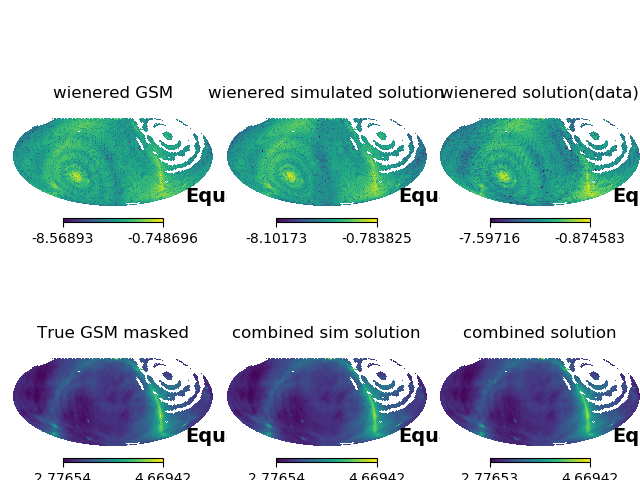 wienered GSM wienered simulated solution wienered solution(data)
Equ Equ Eq
-8.56893 -0.748696 -8.10173 -0.783825 -7.59716 -0.874583
True GSM masked combined sim solution combined solution
Equ Equ Eq
2.77654 4.66942 2.77654 4.66942 2.77653 4.66942